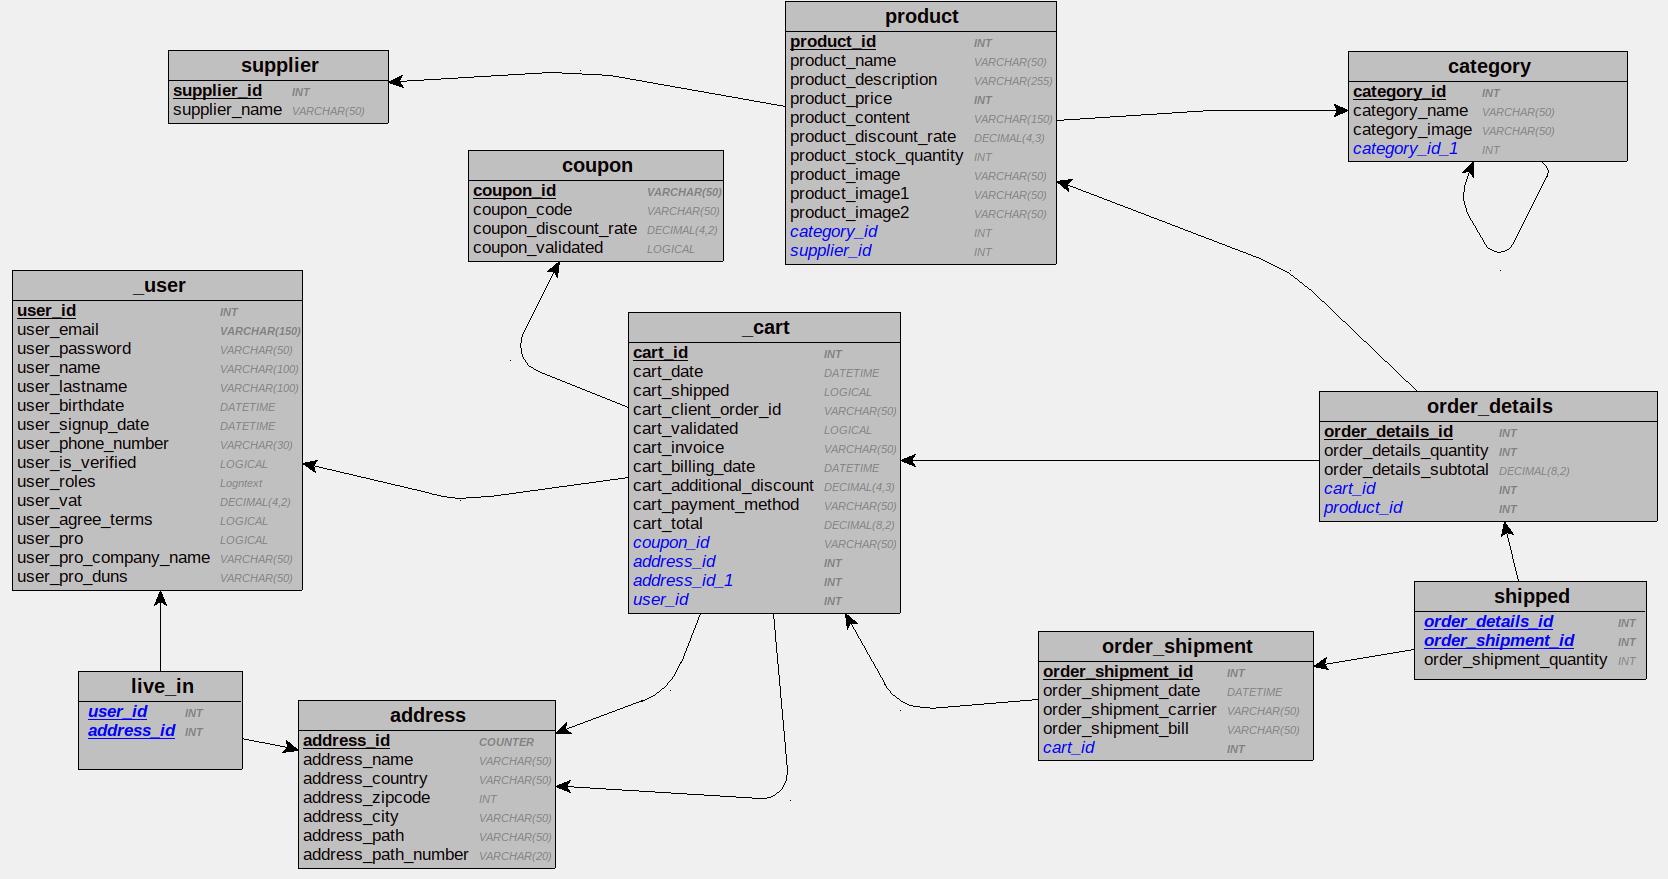 product
product_id INT
product_name VARCHAR(50)
product_description VARCHAR(255)
product_price INT
product_content VARCHAR(150)
product_discount_rate DECIMAL(4,3)
product_stock_quantity INT
product_image VARCHAR(50)
product_image1 VARCHAR(50)
product_image2 VARCHAR(50)
category_id INT
supplier_id INT
supplier
supplier_id INT
supplier_name VARCHAR(50)
category
category_id INT
category_name VARCHAR(50)
category_image VARCHAR(50)
category_id_1 INT
coupon
coupon_id VARCHAR(50)
coupon_code VARCHAR(50)
coupon_discount_rate DECIMAL(4,2)
coupon_validated LOGICAL
_user
user_id INT
user_email VARCHAR(150)
user_password VARCHAR(50)
user_name VARCHAR(100)
user_lastname VARCHAR(100)
user_birthdate DATETIME
user_signup_date DATETIME
user_phone_number VARCHAR(30)
user_is_verified LOGICAL
user_roles Logntext
user_vat DECIMAL(4,2)
user_agree_terms LOGICAL
user_pro LOGICAL
user_pro_company_name VARCHAR(50)
user_pro_duns VARCHAR(50)
_cart
cart_id INT
cart_date DATETIME
cart_shipped LOGICAL
cart_client_order_id VARCHAR(50)
cart_validated LOGICAL
cart_invoice VARCHAR(50)
cart_billing_date DATETIME
cart_additional_discount DECIMAL(4,3)
cart_payment_method VARCHAR(50)
cart_total DECIMAL(8,2)
coupon_id VARCHAR(50)
address_id INT
address_id_1 INT
user_id INT
order_details
order_details_id INT
order_details_quantity INT
order_details_subtotal DECIMAL(8,2)
cart_id INT
product_id INT
shipped
order_details_id INT
order_shipment_id INT
order_shipment_quantity INT
order_shipment
order_shipment_id INT
order_shipment_date DATETIME
order_shipment_carrier VARCHAR(50)
order_shipment_bill VARCHAR(50)
cart_id INT
live_in
user_id INT
address_id INT
address
address_id COUNTER
address_name VARCHAR(50)
address_country VARCHAR(50)
address_zipcode INT
address_city VARCHAR(50)
address_path VARCHAR(50)
address_path_number VARCHAR(20)